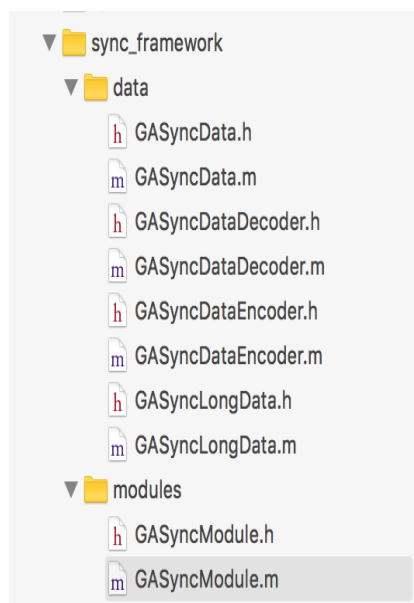 sync_framework
data
h GASyncData.h
m GASyncData.m
h GASyncDataDecoder.h
m GASyncDataDecoder.m
h GASyncDataEncoder.h
m GASyncDataEncoder.m
h GASyncLongData.h
m GASyncLongData.m
modules
h GASyncModule.h
m GASyncModule.m